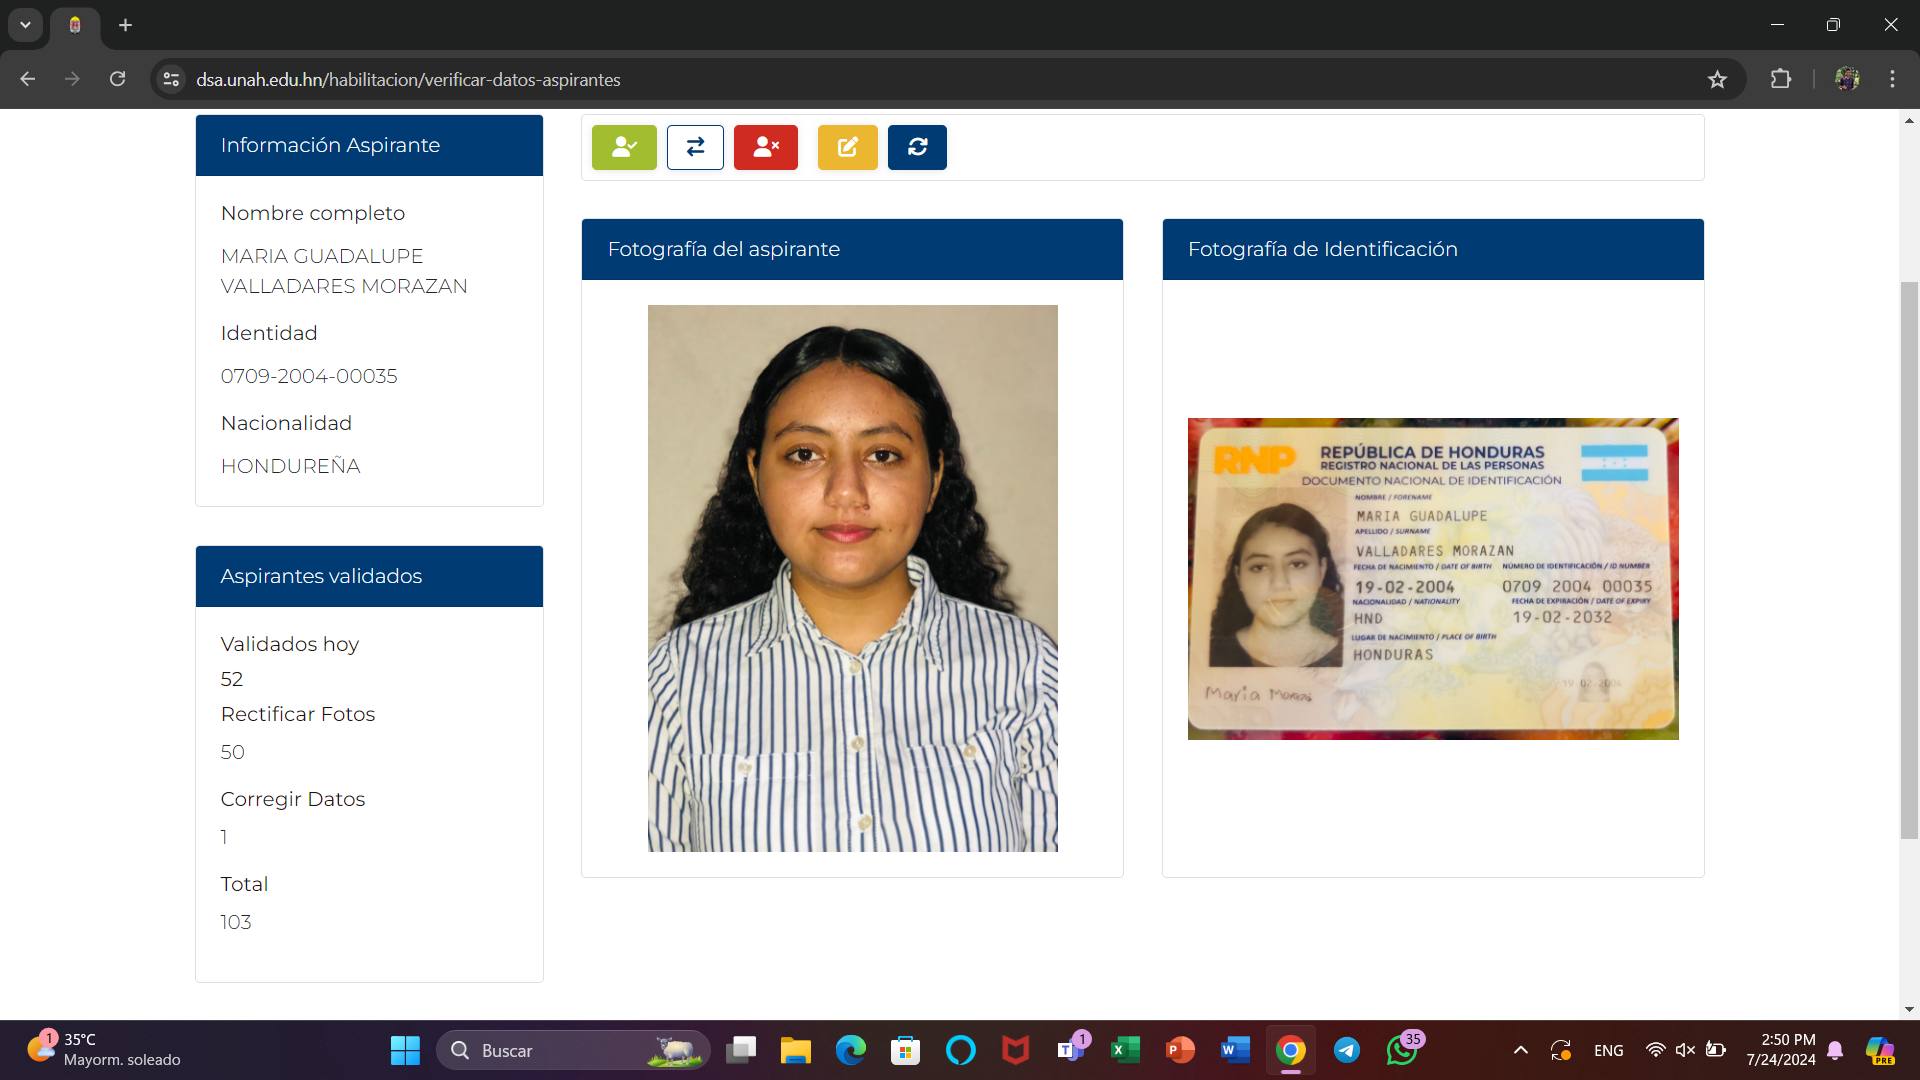 dsa.unah.edu.hn/habilitacion/verificar-datos-aspirantes
Información Aspirante
Nombre completo
MARIA GUADALUPE
VALLADARES MORAZAN
Identidad
0709-2004-00035
Nacionalidad
HONDUREÑA
Aspirantes validados
Validados hoy
52
Rectificar Fotos
50
Corregir Datos
1
Total
103
Fotografía del aspirante
Fotografía de Identificación
RNP
REPÚBLICA DE HONDURAS
REGISTRO NACIONAL DE LAS PERSONAS
DOCUMENTO NACIONAL DE IDENTIFICACIÓN
NOMBRE / FORENAME
MARIA GUADALUPE
APELLIDO / SURNAME
VALLADARES MORAZAN
FECHA DE NACIMIENTO / DATE OF BIRTH NÚMERO DE IDENTIFICACIÓN / ID NUMBER
19-02-2004 0709 2004 00035
NACIONALIDAD / NATIONALITY FECHA DE EXPIRACIÓN / DATE OF EXPIRY
HND 19-02-2032
LUGAR DE NACIMIENTO / PLACE OF BIRTH
HONDURAS
19-02-2004
Maria Morazan
1
35°C
Mayorm. soleado
Buscar
1
35
ENG
2:50 PM
7/24/2024
PRE